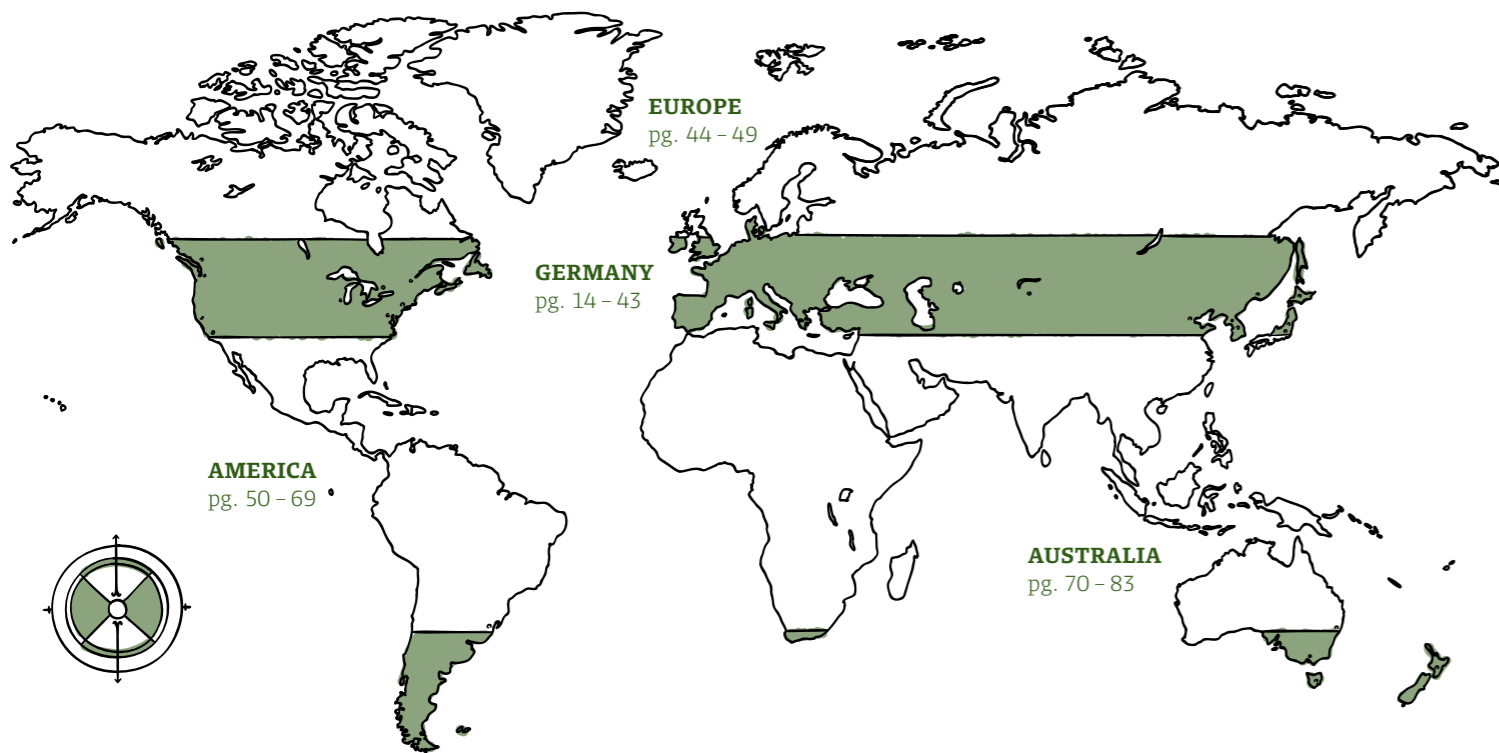 EUROPE
pg. 44 – 49
GERMANY
pg. 14 – 43
AMERICA
pg. 50 – 69
AUSTRALIA
pg. 70 – 83